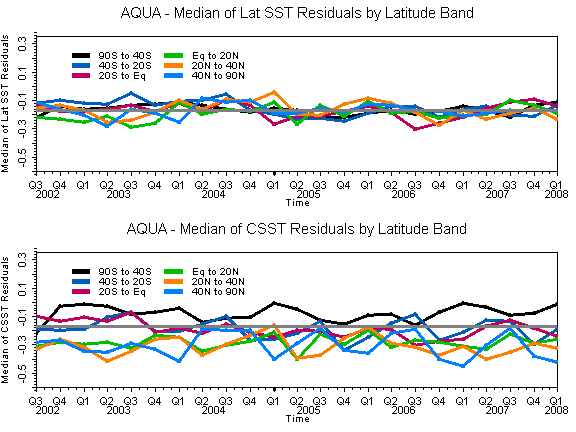 AQUA - Median of Lat SST Residuals by Latitude Band
Median of Lat SST Residuals
0.3
0.1
-0.1
-0.3
-0.5
90S to 40S
40S to 20S
20S to Eq
Eq to 20N
20N to 40N
40N to 90N
Q3 Q4 Q1 Q2 Q3 Q4 Q1 Q2 Q3 Q4 Q1 Q2 Q3 Q4 Q1 Q2 Q3 Q4 Q1 Q2 Q3 Q4 Q1
2002 2003 2004 2005 2006 2007 2008
Time
AQUA - Median of CSST Residuals by Latitude Band
Median of CSST Residuals
0.3
0.1
-0.1
-0.3
-0.5
90S to 40S
40S to 20S
20S to Eq
Eq to 20N
20N to 40N
40N to 90N
Q3 Q4 Q1 Q2 Q3 Q4 Q1 Q2 Q3 Q4 Q1 Q2 Q3 Q4 Q1 Q2 Q3 Q4 Q1 Q2 Q3 Q4 Q1
2002 2003 2004 2005 2006 2007 2008
Time